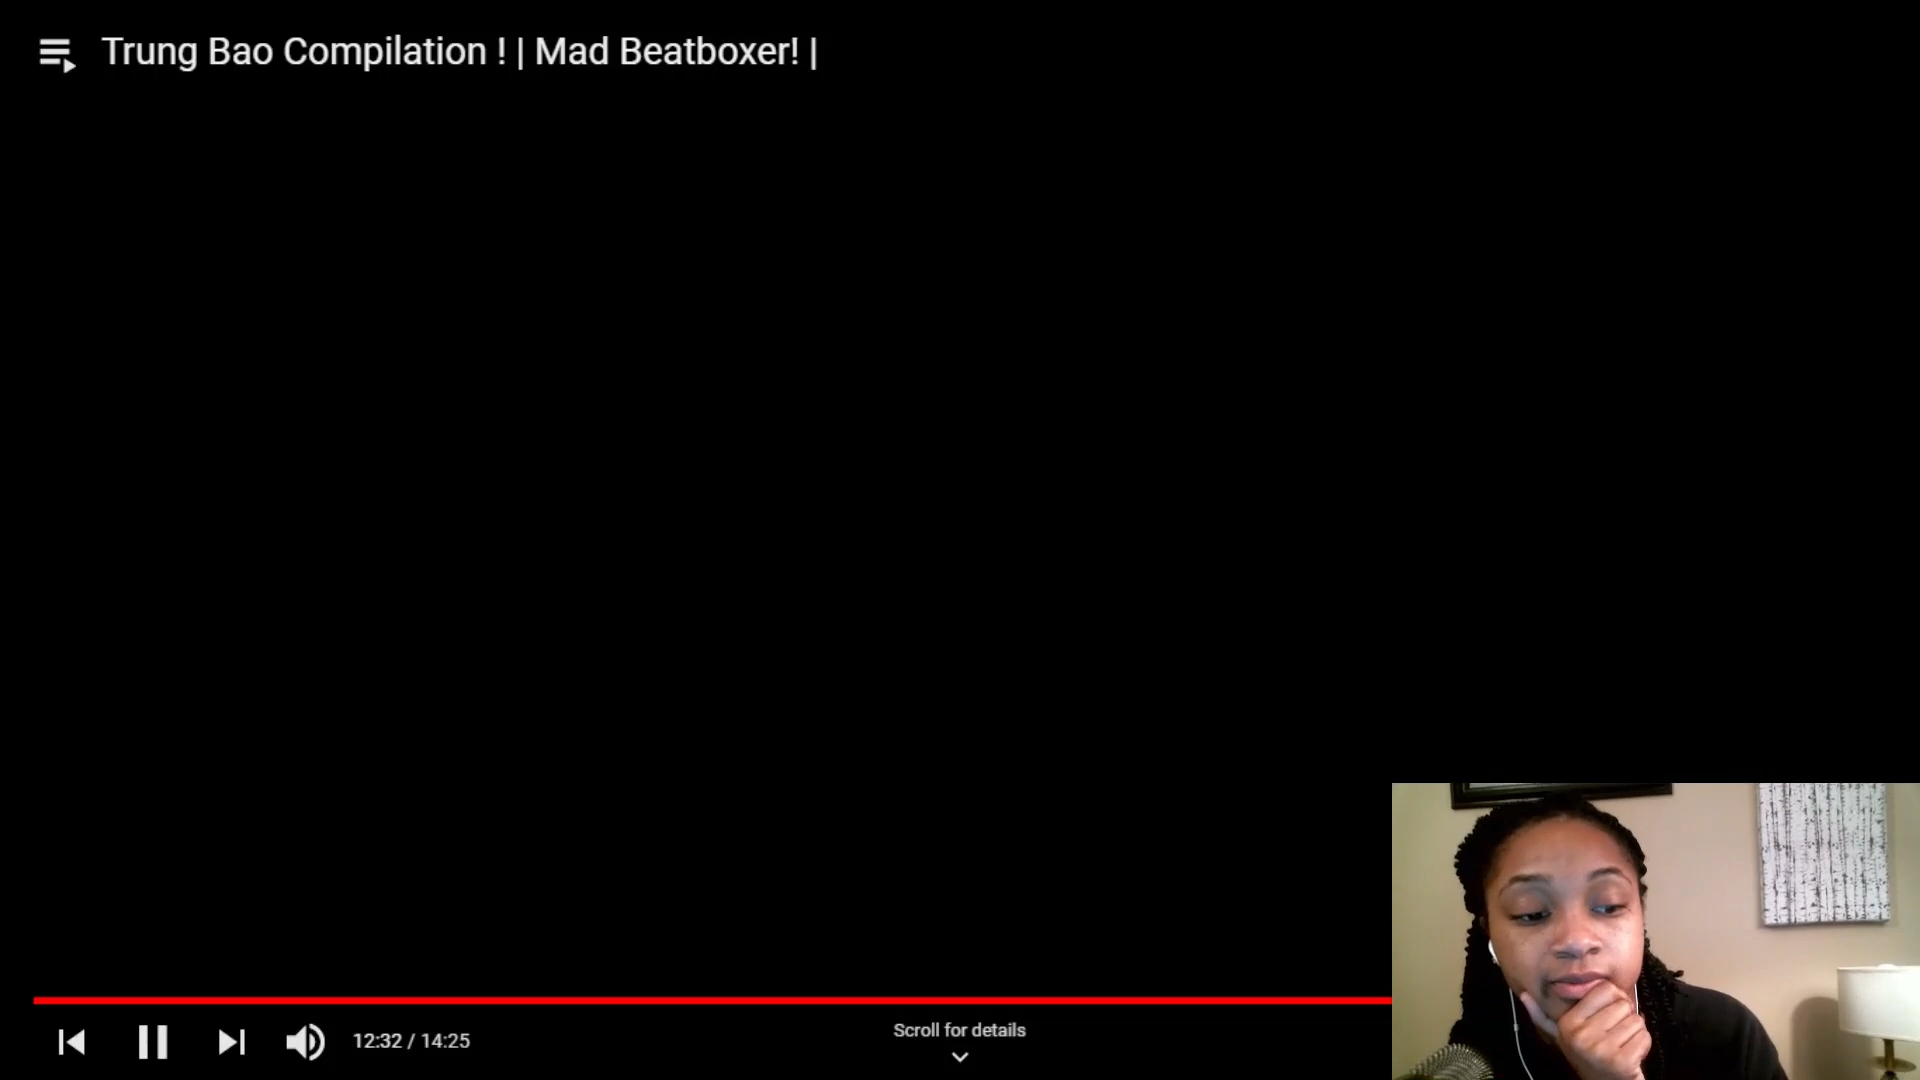 Trung Bao Compilation ! | Mad Beatboxer! |
Scroll for details
12:32 / 14:25